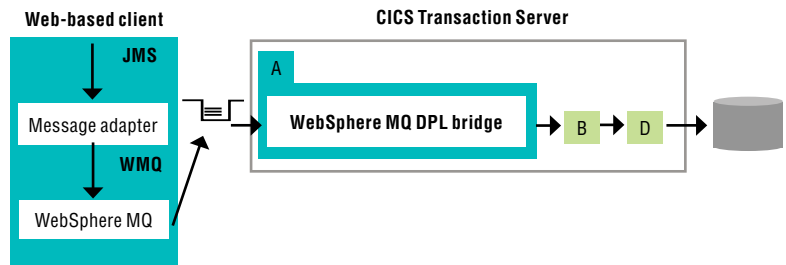 Web-based client
JMS
Message adapter
WMQ
WebSphere MQ
CICS Transaction Server
A
WebSphere MQ DPL bridge
B
D